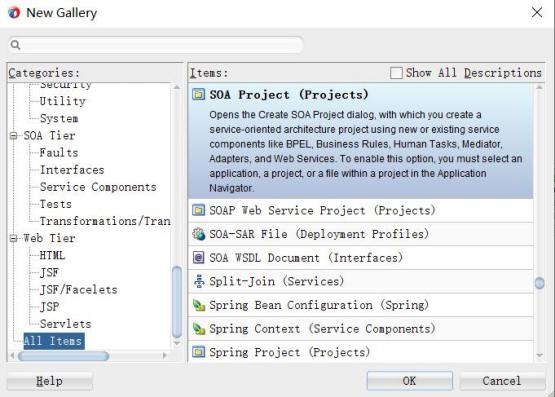 New Gallery
Categories:
Security
Utility
System
SOA Tier
Faults
Interfaces
Service Components
Tests
Transformations/Tran
Web Tier
HTML
JSF
JSF/Facelets
JSP
Servlets
All Items
Items:
Show All Descriptions
SOA Project (Projects)
Opens the Create SOA Project dialog, with which you create a
service-oriented architecture project using new or existing service
components like BPEL, Business Rules, Human Tasks, Mediator,
Adapters, and Web Services. To enable this option, you must select an
application, a project, or a file within a project in the Application
Navigator.
SOAP Web Service Project (Projects)
SOA-SAR File (Deployment Profiles)
SOA WSDL Document (Interfaces)
Split-Join (Services)
Spring Bean Configuration (Spring)
Spring Context (Service Components)
Spring Project (Projects)
Help
OK
Cancel